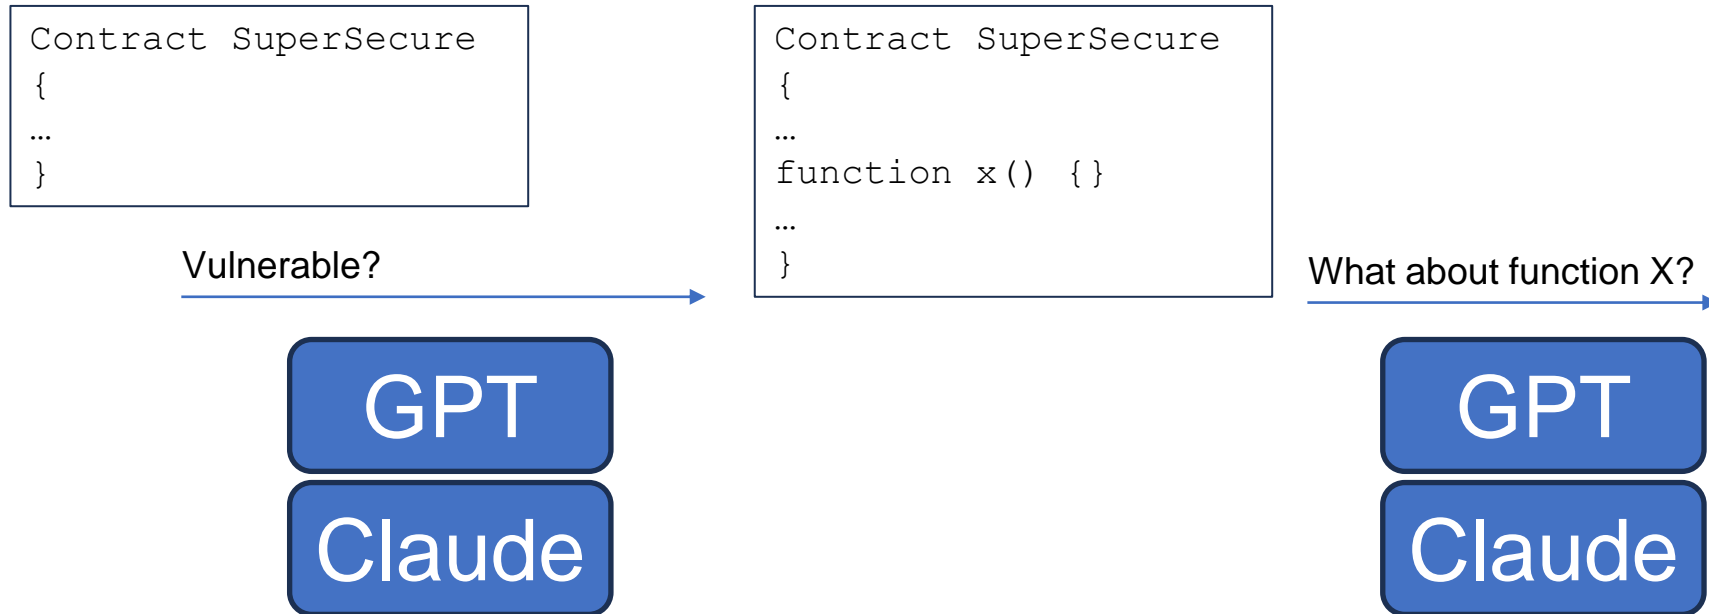 Contract SuperSecure
{
…
}
Vulnerable?
GPT
Claude
Contract SuperSecure
{
…
function x() {}
…
}
What about function X?
GPT
Claude